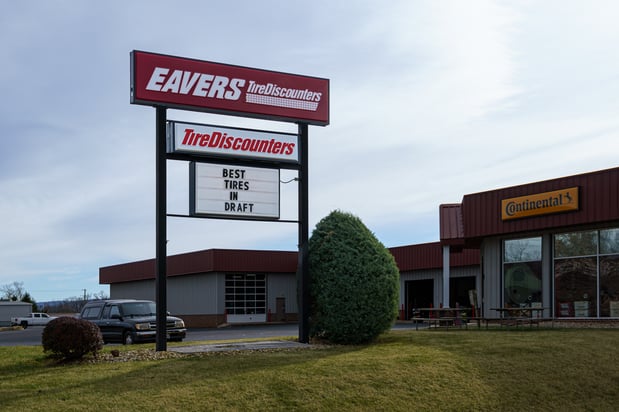 EAVERS TireDiscounters
TireDiscounters
BEST
TIRES
IN
DRAFT
Continental